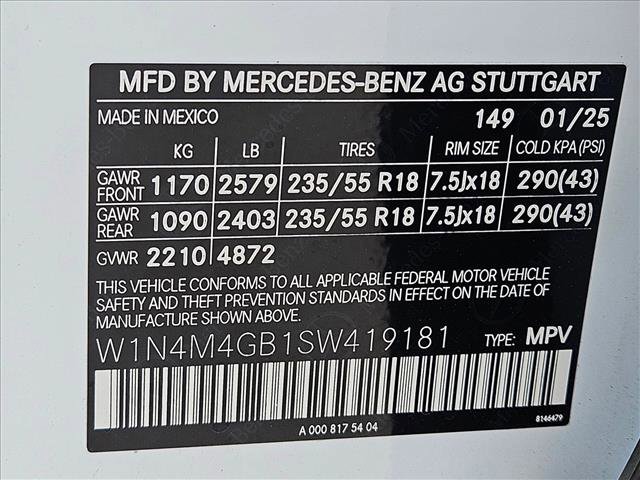 MFD BY MERCEDES-BENZ AG STUTTGART
MADE IN MEXICO 149 01/25
KG LB TIRES RIM SIZE COLD KPA(PSI)
GAWR FRONT 1170 2579 235/55 R18 7.5Jx18 290(43)
GAWR REAR 1090 2403 235/55 R18 7.5Jx18 290(43)
GVWR 2210 4872
THIS VEHICLE CONFORMS TO ALL APPLICABLE FEDERAL MOTOR VEHICLE
SAFETY AND THEFT PREVENTION STANDARDS IN EFFECT ON THE DATE
OF MANUFACTURE SHOWN ABOVE.
W1N4M4GB1SW419181 TYPE: MPV
A 000 817 54 04 8146479